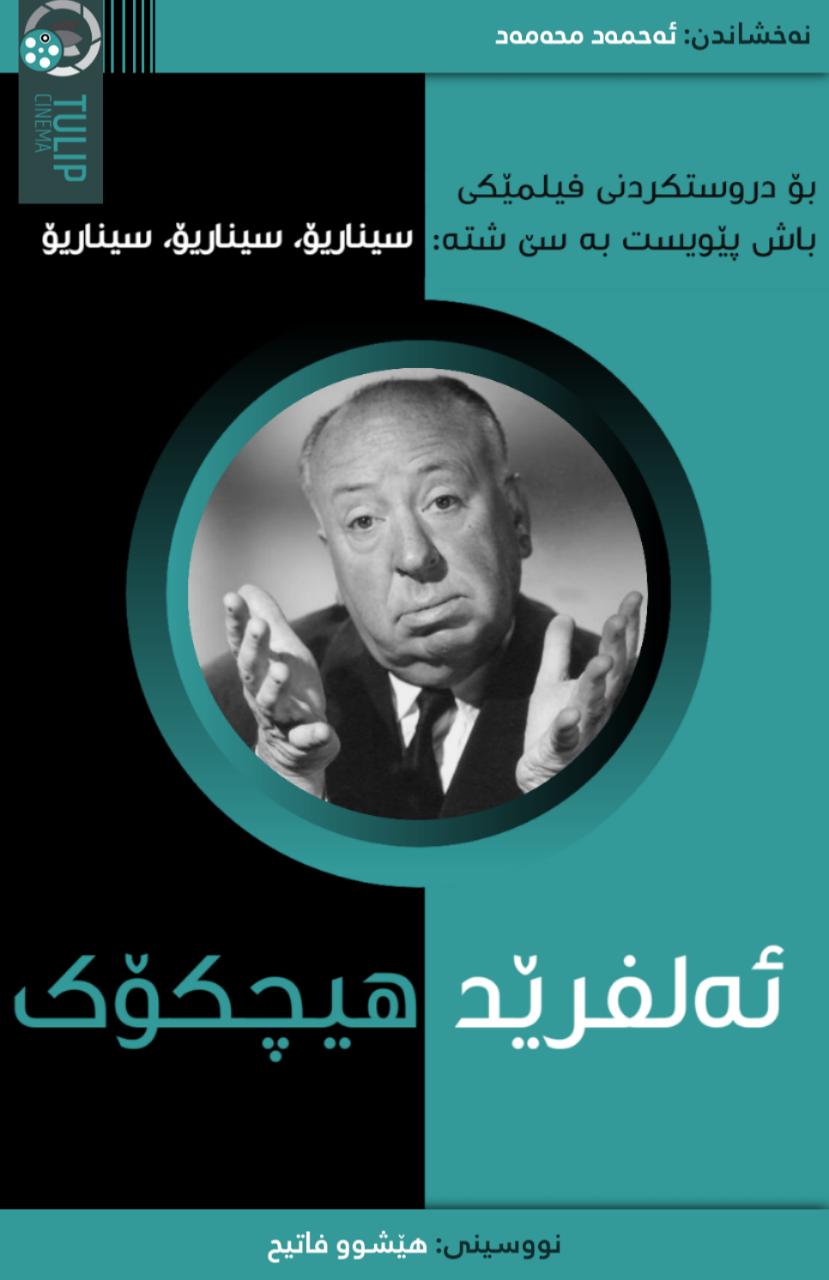 نەخشاندن: ئەحمەد محەمەد
TULIP
CINEMA
بۆ دروستکردنی فیلمێکی
باش پێویست بە سێ شتە: سیناریۆ، سیناریۆ، سیناریۆ
ئەلفرێد هیچکۆک
نووسینی: هێشوو فاتیح